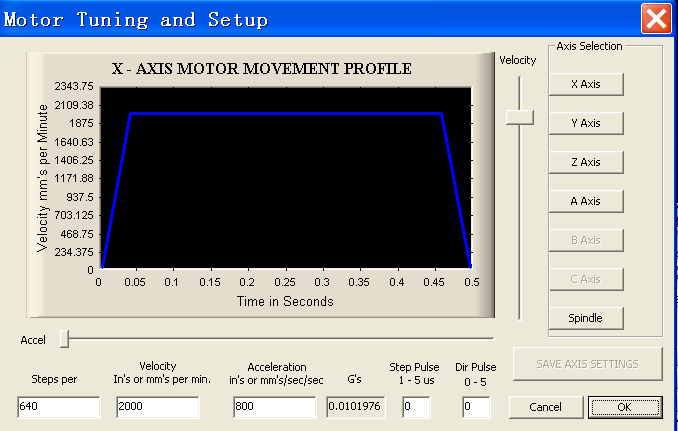 Motor Tuning and Setup
X - AXIS MOTOR MOVEMENT PROFILE
Velocity mm's per Minute
2343.75
2109.38
1875
1640.63
1406.25
1171.88
937.5
703.125
468.75
234.375
0
0 0.05 0.1 0.15 0.2 0.25 0.3 0.35 0.4 0.45 0.5
Time in Seconds
Velocity
Axis Selection
X Axis
Y Axis
Z Axis
A Axis
B Axis
C Axis
Spindle
Accel
SAVE AXIS SETTINGS
Steps per
Velocity
In's or mm's per min.
Acceleration
in's or mm's/sec/sec
G's
Step Pulse
1 - 5 us
Dir Pulse
0 - 5
640 2000 800 0.0101976 0 0
Cancel OK